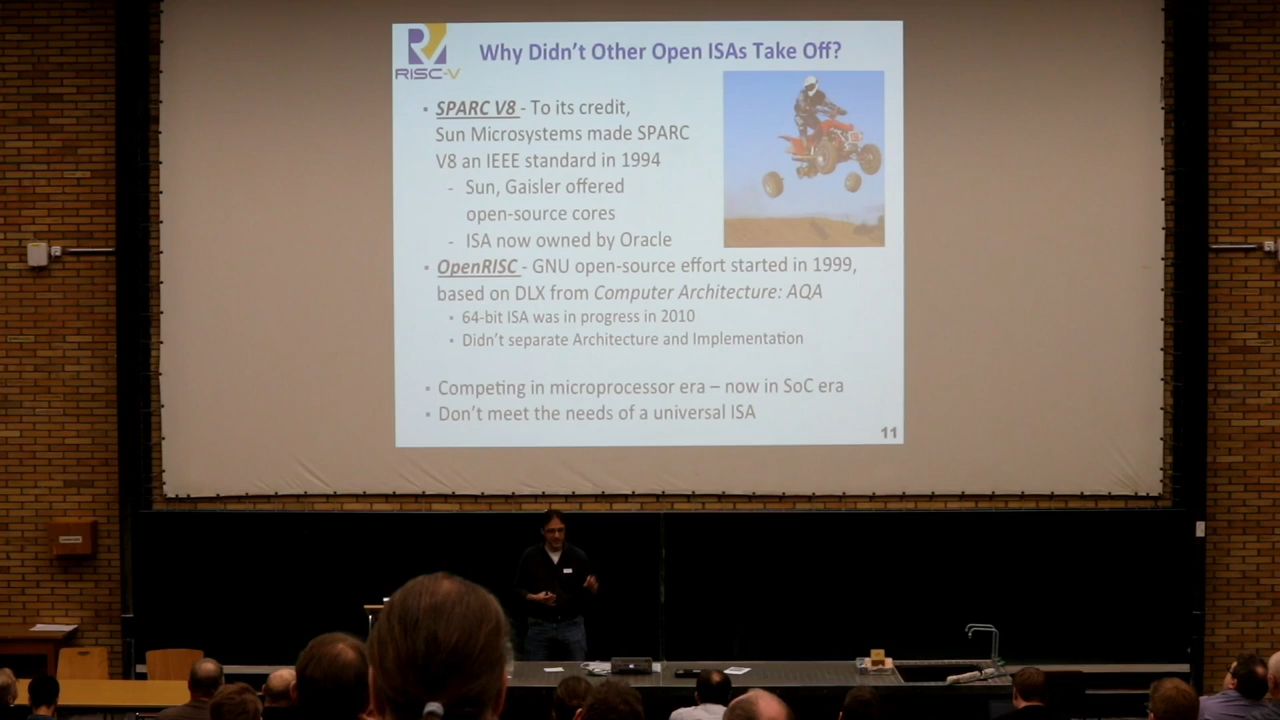 RISC-V
Why Didn't Other Open ISAs Take Off?
▪ SPARC V8 - To its credit,
Sun Microsystems made SPARC
V8 an IEEE standard in 1994
- Sun, Gaisler offered
open-source cores
- ISA now owned by Oracle
▪ OpenRISC - GNU open-source effort started in 1999,
based on DLX from Computer Architecture: AQA
▪ 64-bit ISA was in progress in 2010
▪ Didn't separate Architecture and Implementation
▪ Competing in microprocessor era – now in SoC era
▪ Don't meet the needs of a universal ISA
11